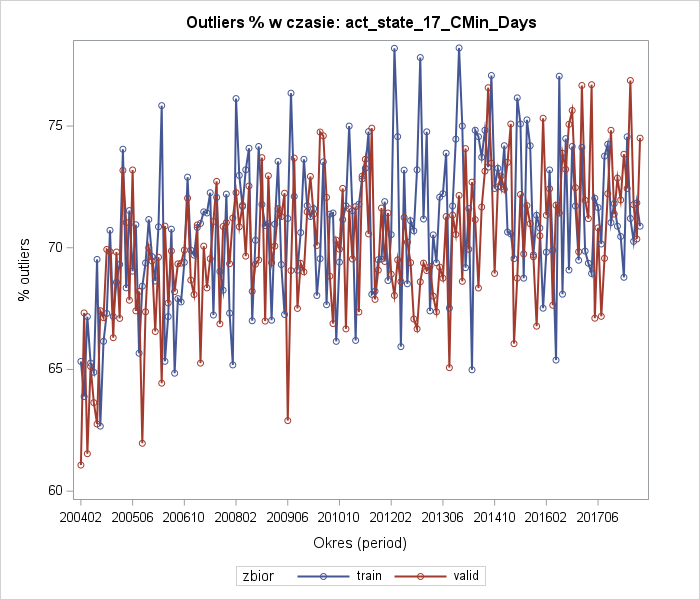 Outliers % w czasie: act_state_17_CMin_Days
% outliers
75
70
65
60
200402 200506 200610 200802 200906 201010 201202 201306 201410 201602 201706
Okres (period)
zbior train valid